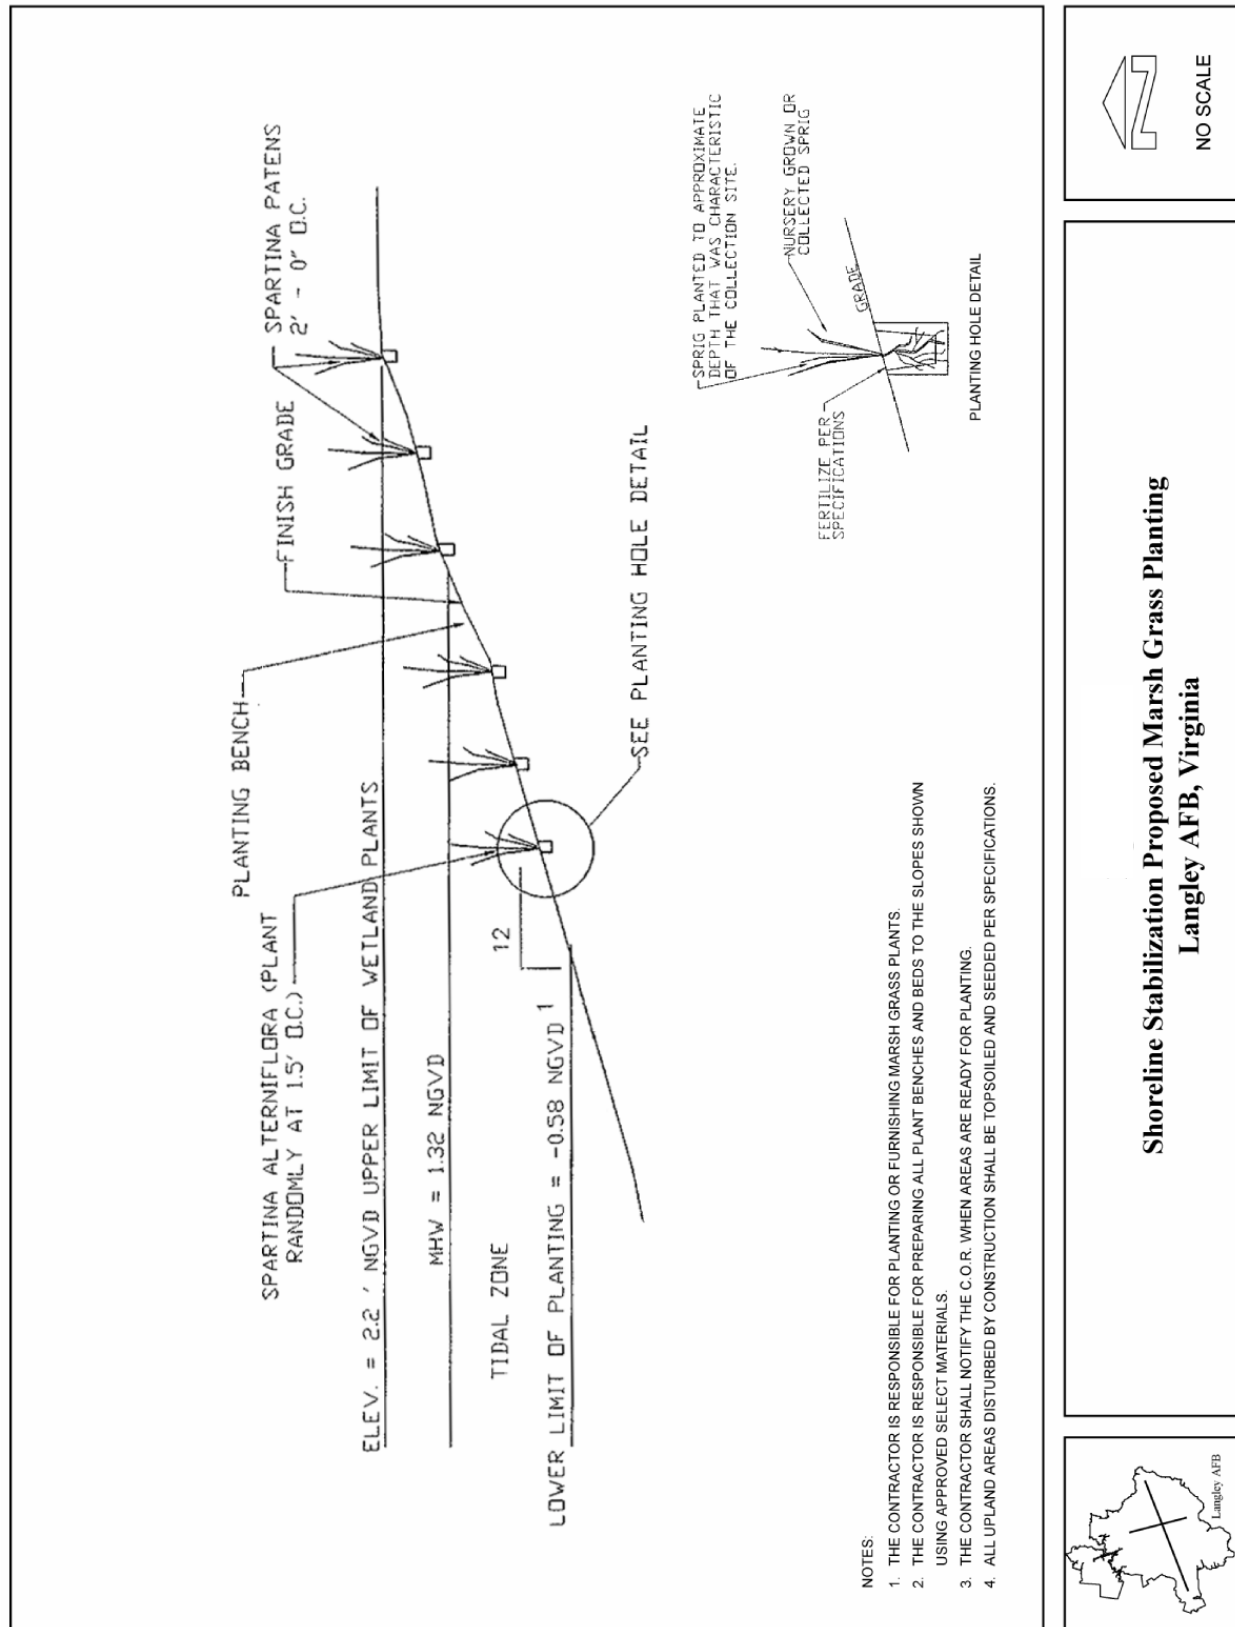 SPARTINA PATENS
2' - 0" O.C.
FINISH GRADE
PLANTING BENCH
SPARTINA ALTERNIFLORA (PLANT
RANDOMLY AT 1.5' O.C.)
ELEV. = 2.2 ' NGVD UPPER LIMIT OF WETLAND PLANTS
MHW = 1.32 NGVD
12
TIDAL ZONE
LOWER LIMIT OF PLANTING = -0.58 NGVD
1
SEE PLANTING HOLE DETAIL
SPRIG PLANTED TO APPROXIMATE
DEPTH THAT WAS CHARACTERISTIC
OF THE COLLECTION SITE.
NURSERY GROWN OR
COLLECTED SPRIG
GRADE
FERTILIZE PER
SPECIFICATIONS
PLANTING HOLE DETAIL
NOTES:
1. THE CONTRACTOR IS RESPONSIBLE FOR PLANTING OR FURNISHING MARSH GRASS PLANTS.
2. THE CONTRACTOR IS RESPONSIBLE FOR PREPARING ALL PLANT BENCHES AND BEDS TO THE SLOPES SHOWN
USING APPROVED SELECT MATERIALS.
3. THE CONTRACTOR SHALL NOTIFY THE C.O.R. WHEN AREAS ARE READY FOR PLANTING.
4. ALL UPLAND AREAS DISTURBED BY CONSTRUCTION SHALL BE TOPSOILED AND SEEDED PER SPECIFICATIONS.
Langley AFB
Shoreline Stabilization Proposed Marsh Grass Planting
Langley AFB, Virginia
NO SCALE